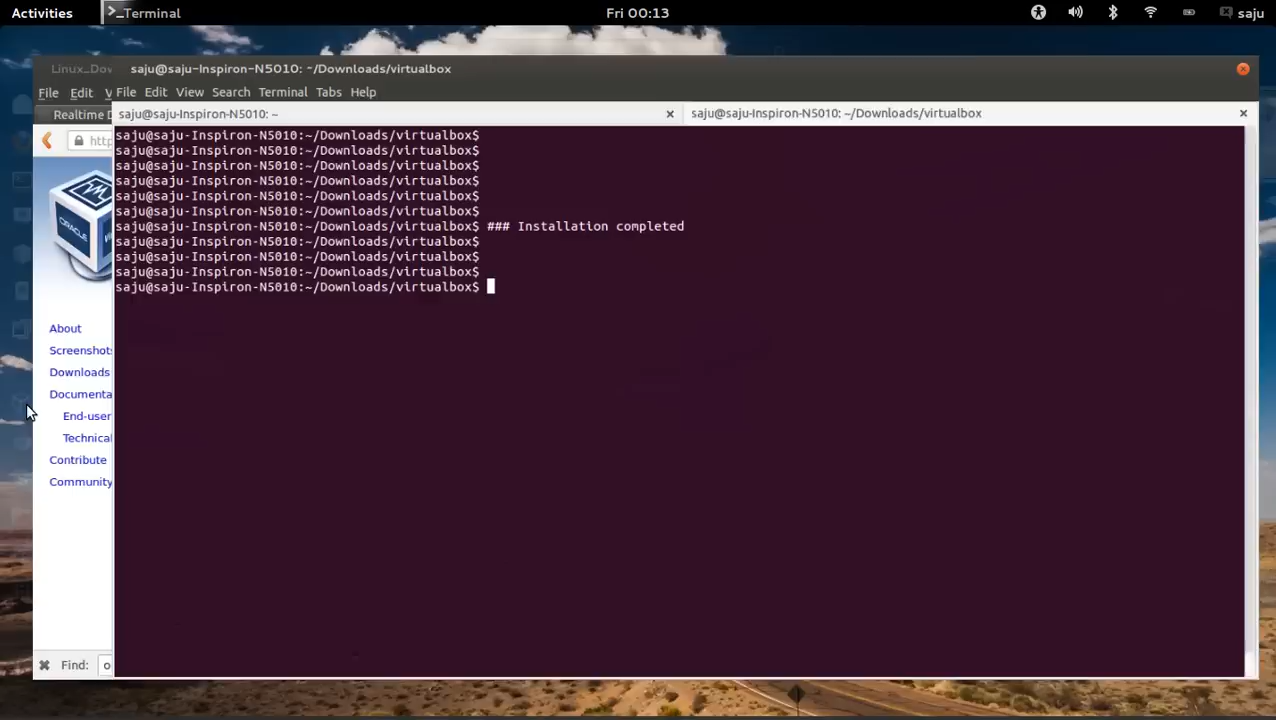 Activities
>_Terminal
Fri 00:13
saju
Linux_Dov
saju@saju-Inspiron-N5010: ~/Downloads/virtualbox
File Edit V
File Edit View Search Terminal Tabs Help
Realtime D
saju@saju-Inspiron-N5010: ~
saju@saju-Inspiron-N5010: ~/Downloads/virtualbox
http
saju@saju-Inspiron-N5010:~/Downloads/virtualbox$
saju@saju-Inspiron-N5010:~/Downloads/virtualbox$
saju@saju-Inspiron-N5010:~/Downloads/virtualbox$
saju@saju-Inspiron-N5010:~/Downloads/virtualbox$
saju@saju-Inspiron-N5010:~/Downloads/virtualbox$
saju@saju-Inspiron-N5010:~/Downloads/virtualbox$
saju@saju-Inspiron-N5010:~/Downloads/virtualbox$ ### Installation completed
saju@saju-Inspiron-N5010:~/Downloads/virtualbox$
saju@saju-Inspiron-N5010:~/Downloads/virtualbox$
saju@saju-Inspiron-N5010:~/Downloads/virtualbox$
saju@saju-Inspiron-N5010:~/Downloads/virtualbox$
ORACLE
About
Screenshots
Downloads
Documenta
End-user
Technical
Contribute
Community
Find: o